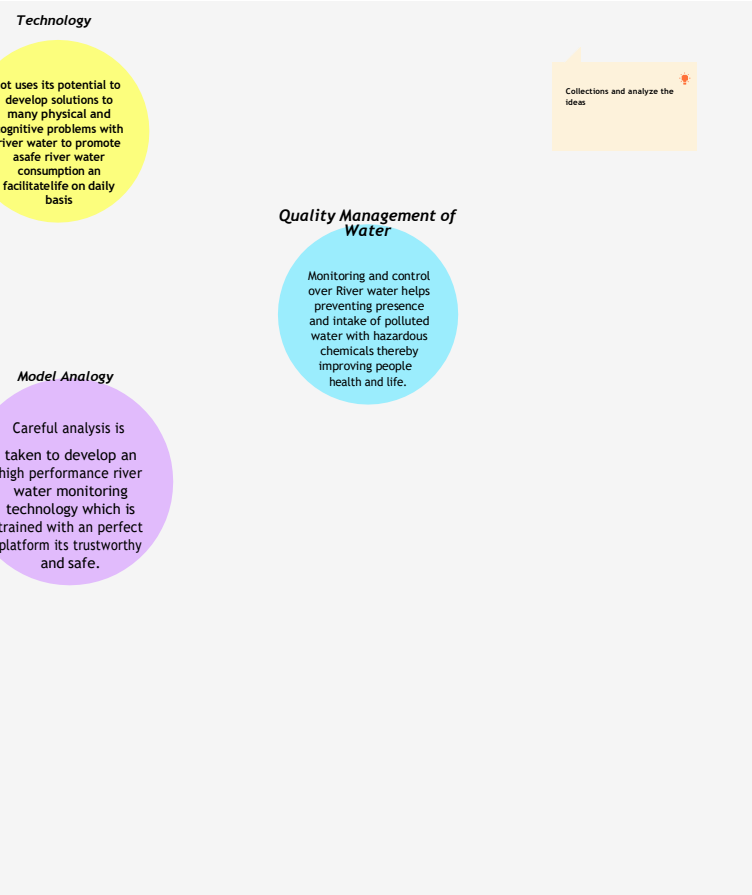 Technology
ot uses its potential to
develop solutions to
many physical and
ognitive problems with
river water to promote
asafe river water
consumption an
facilitatelife on daily
basis
Collections and analyze the
ideas
Quality Management of
Water
Monitoring and control
over River water helps
preventing presence
and intake of polluted
water with hazardous
chemicals thereby
improving people
health and life.
Model Analogy
Careful analysis is
taken to develop an
high performance river
water monitoring
technology which is
trained with an perfect
platform its trustworthy
and safe.